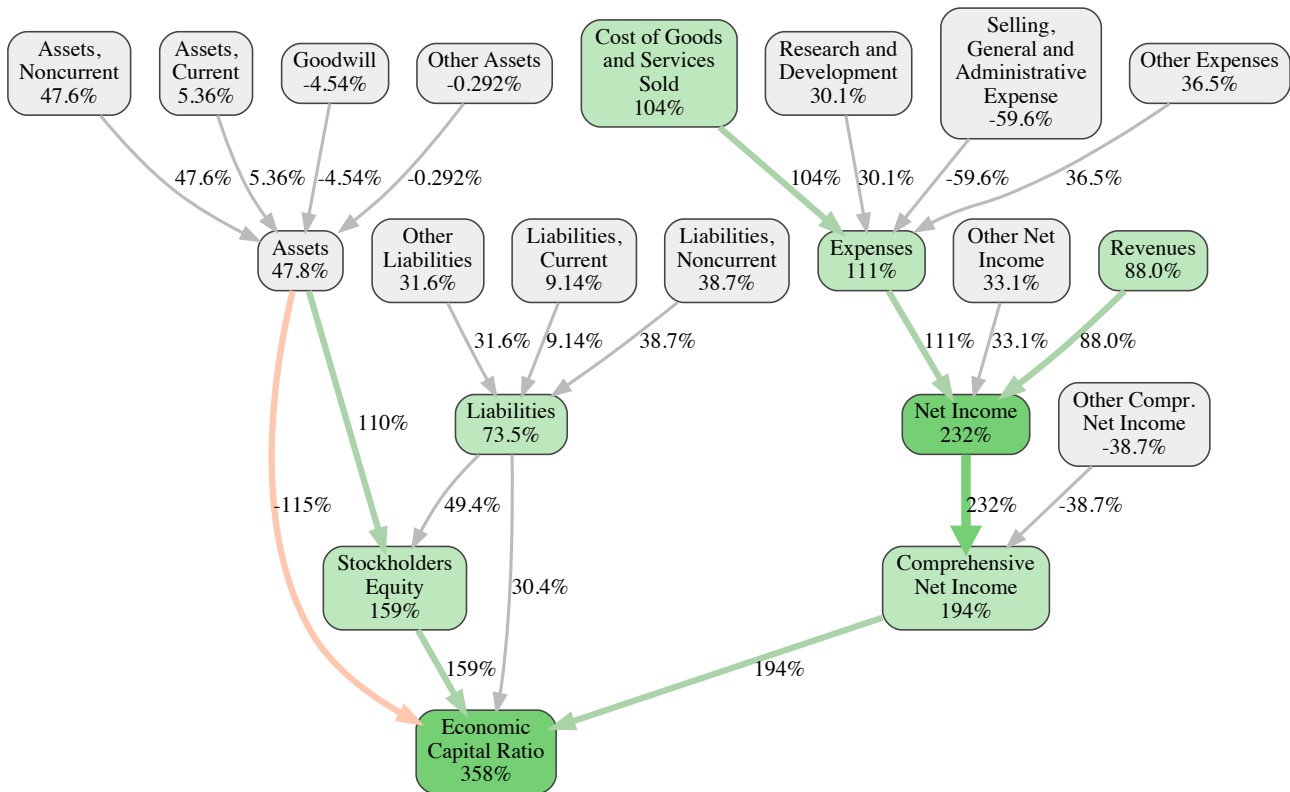 Assets,
Noncurrent
47.6%
Assets,
Current
5.36%
Goodwill
-4.54%
Other Assets
-0.292%
Cost of Goods
and Services
Sold
104%
Research and
Development
30.1%
Selling,
General and
Administrative
Expense
-59.6%
Other Expenses
36.5%
47.6%
5.36%
-4.54%
-0.292%
104%
30.1%
-59.6%
36.5%
Assets
47.8%
Other
Liabilities
31.6%
Liabilities,
Current
9.14%
Liabilities,
Noncurrent
38.7%
Expenses
111%
Other Net
Income
33.1%
Revenues
88.0%
31.6%
9.14%
38.7%
111%
33.1%
88.0%
110%
Liabilities
73.5%
Net Income
232%
Other Compr.
Net Income
-38.7%
-115%
49.4%
232%
-38.7%
Stockholders
Equity
159%
30.4%
Comprehensive
Net Income
194%
159%
194%
Economic
Capital Ratio
358%